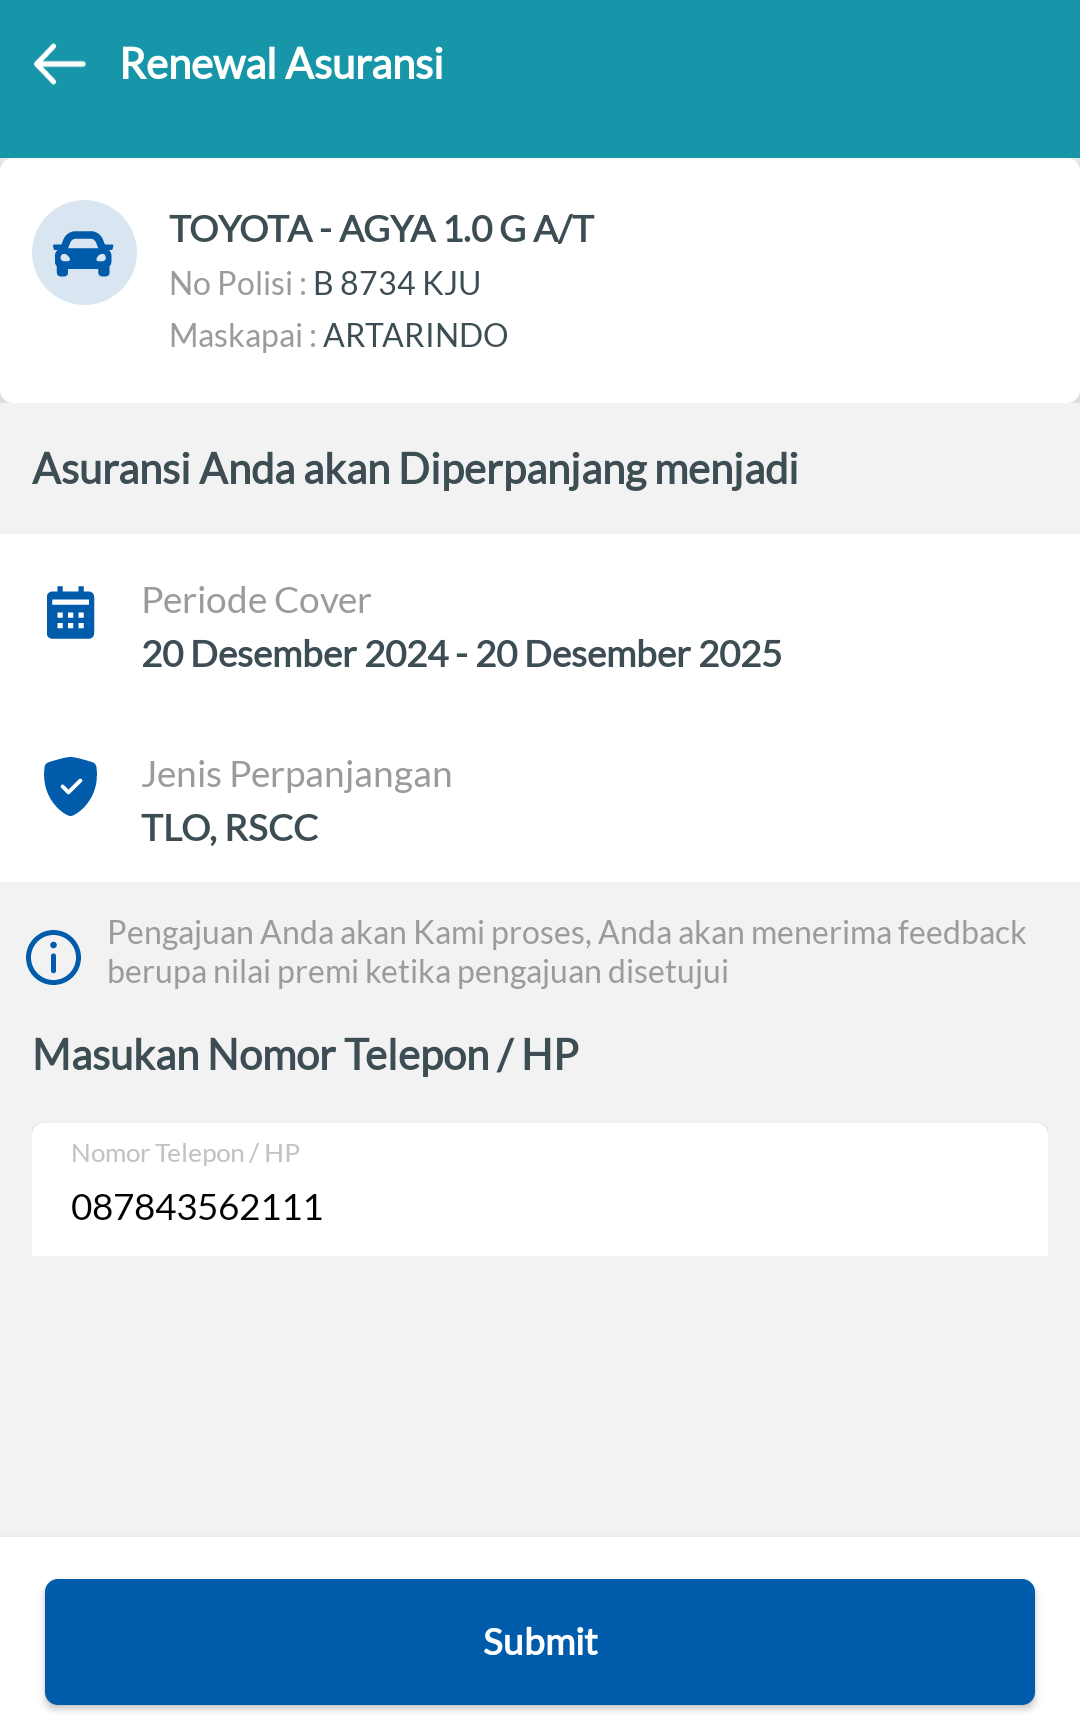 Renewal Asuransi
TOYOTA - AGYA 1.0 G A/T
No Polisi : B 8734 KJU
Maskapai : ARTARINDO
Asuransi Anda akan Diperpanjang menjadi
Periode Cover
20 Desember 2024 - 20 Desember 2025
Jenis Perpanjangan
TLO, RSCC
Pengajuan Anda akan Kami proses, Anda akan menerima feedback
berupa nilai premi ketika pengajuan disetujui
Masukan Nomor Telepon / HP
Nomor Telepon / HP
087843562111
Submit